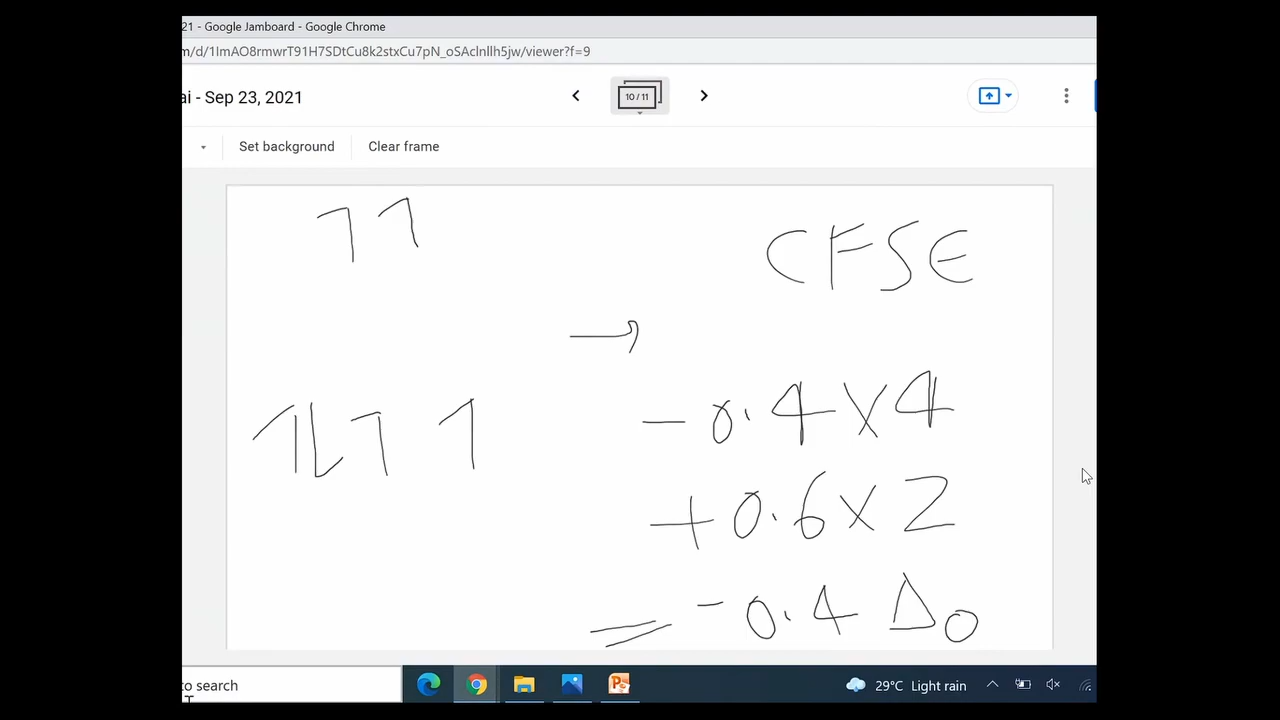 21 - Google Jamboard - Google Chrome
m/d/1ImAO8rmwrT91H7SDtCu8k2stxCu7pN_oSAclnllh5jw/viewer?f=9
ai - Sep 23, 2021
10 / 11
Set background Clear frame
↿ ↿
CFSE
→
⥮ ↿ ↿
-0.4 x 4
+0.6 x 2
= -0.4 Δo
to search
29°C Light rain